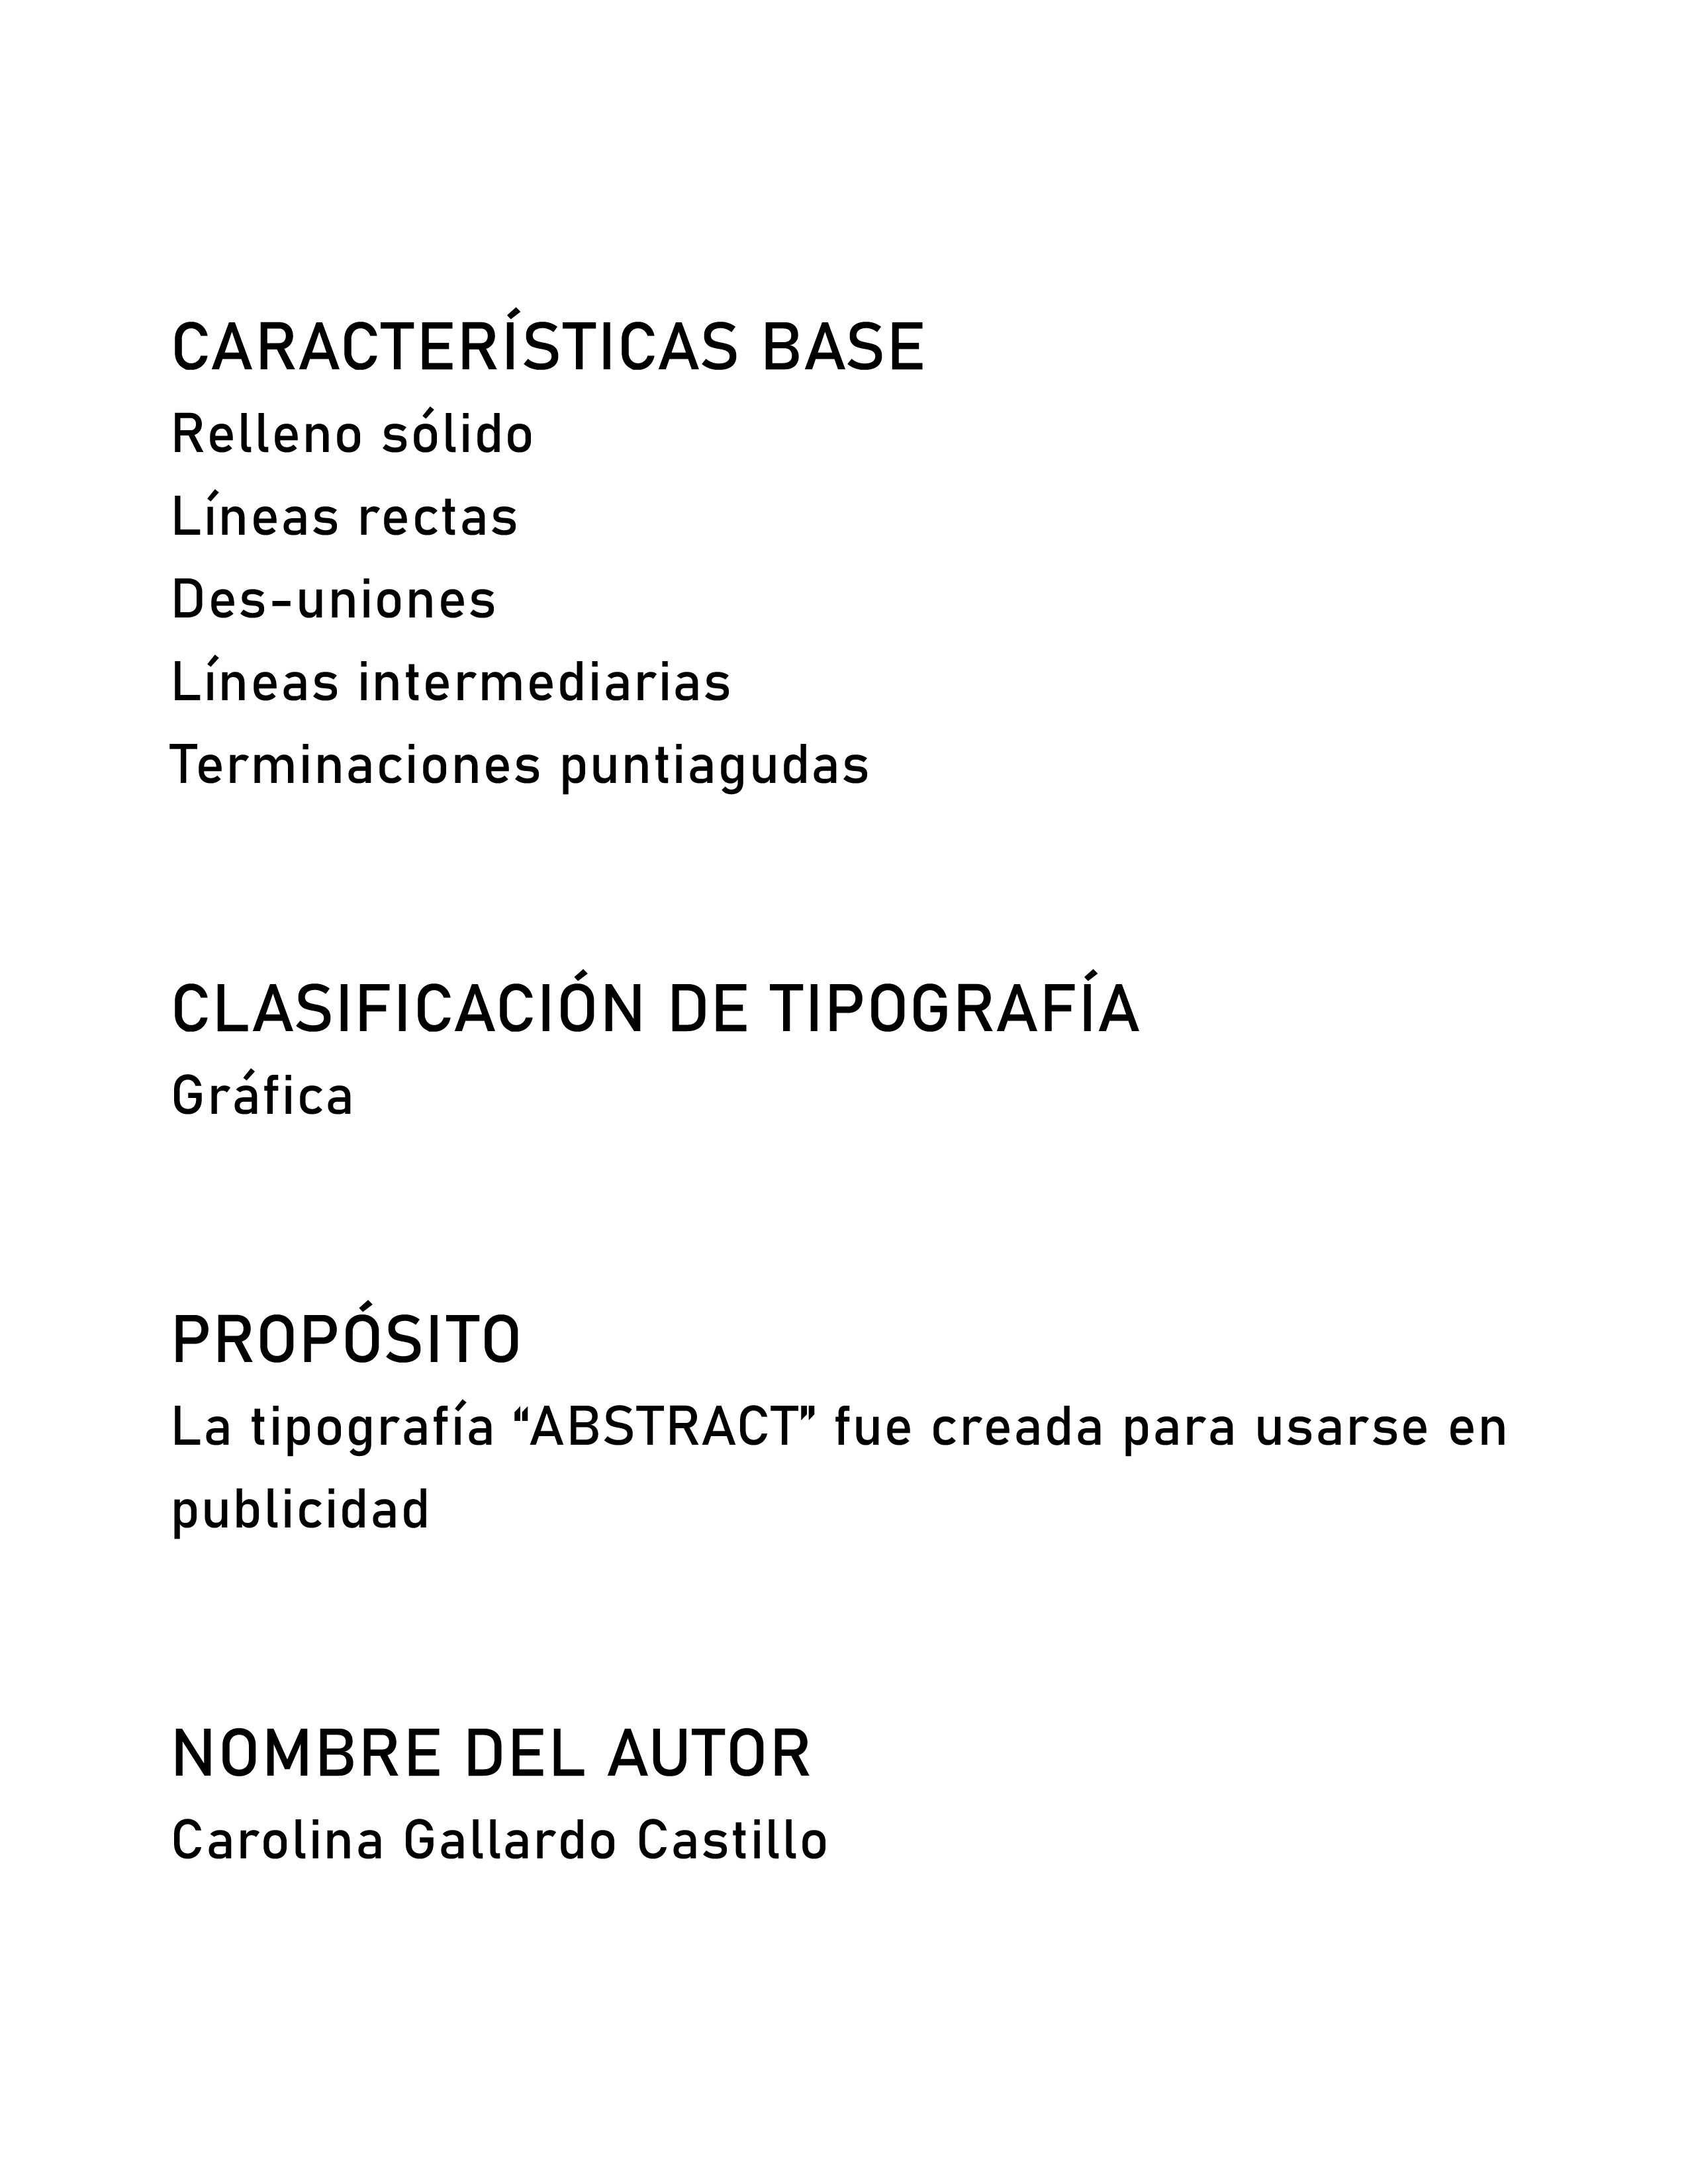 CARACTERÍSTICAS BASE
Relleno sólido
Líneas rectas
Des-uniones
Líneas intermediarias
Terminaciones puntiagudas
CLASIFICACIÓN DE TIPOGRAFÍA
Gráfica
PROPÓSITO
La tipografía “ABSTRACT” fue creada para usarse en
publicidad
NOMBRE DEL AUTOR
Carolina Gallardo Castillo